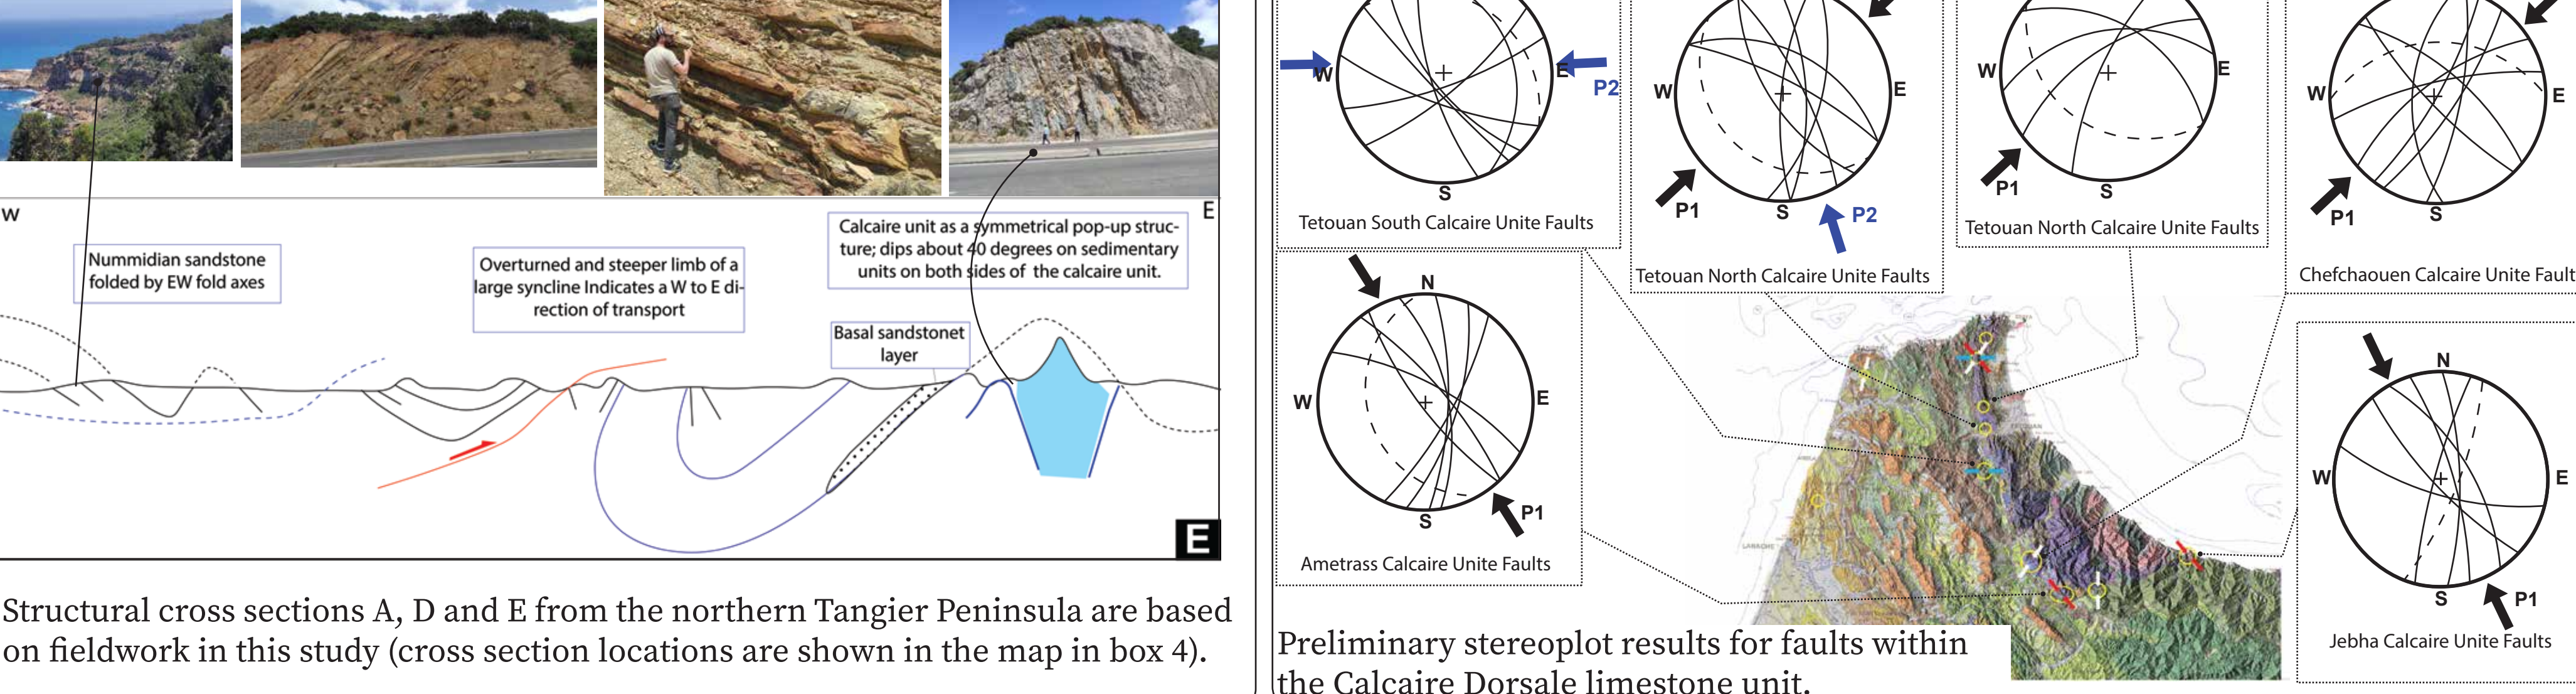 W
E
Nummidian sandstone
folded by EW fold axes
Overturned and steeper limb of a
large syncline Indicates a W to E di-
rection of transport
Calcaire unit as a symmetrical pop-up struc-
ture; dips about 40 degrees on sedimentary
units on both sides of the calcaire unit.
Basal sandstonet
layer
E
Structural cross sections A, D and E from the northern Tangier Peninsula are based
on fieldwork in this study (cross section locations are shown in the map in box 4).
W
E
P2
S
Tetouan South Calcaire Unite Faults
W
E
P1
S
P2
Tetouan North Calcaire Unite Faults
W
E
P1
S
Tetouan North Calcaire Unite Faults
W
E
P1
S
Chefchaouen Calcaire Unite Fault
N
W
E
S
P1
Ametrass Calcaire Unite Faults
N
W
E
S
P1
Jebha Calcaire Unite Faults
LARACHE
Preliminary stereoplot results for faults within
the Calcaire Dorsale limestone unit.